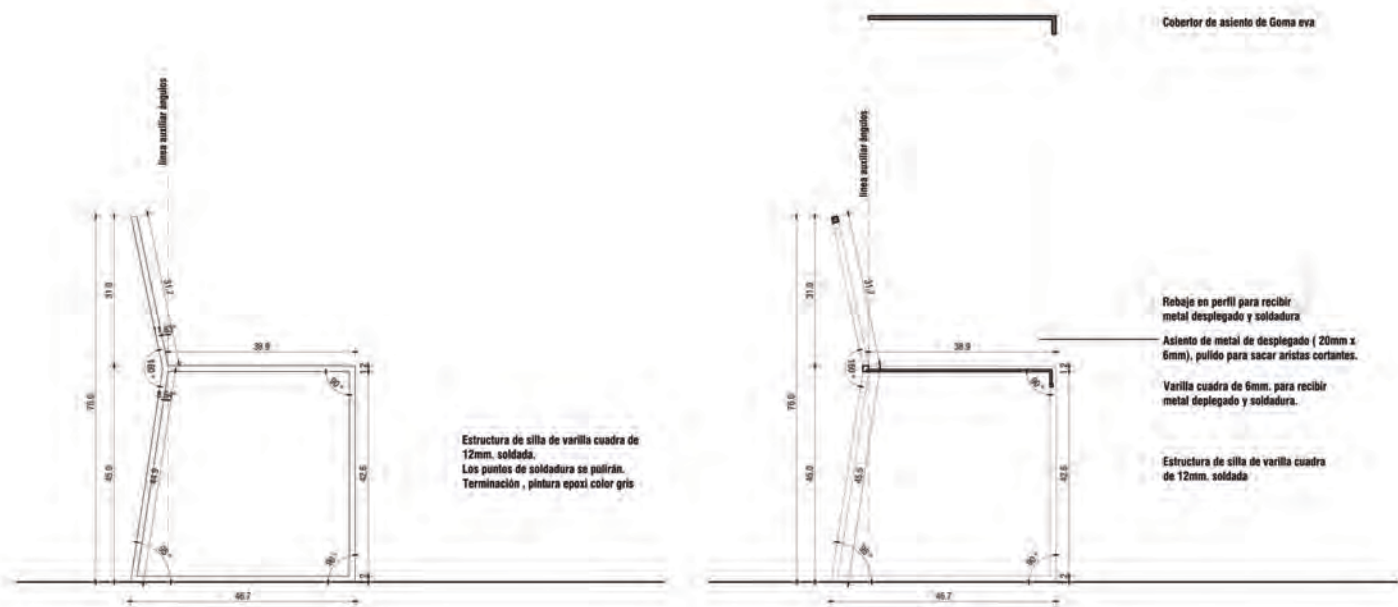 Cobertor de asiento de Goma eva
línea auxiliar ángulos
línea auxiliar ángulos
31.0
31.7
39.9
76.0
45.0
44.9
42.6
90°
46.7
Estructura de silla de varilla cuadra de
12mm. soldada.
Los puntos de soldadura se pulirán.
Terminación , pintura epoxi color gris
31.0
31.7
38.9
76.0
45.0
45.5
42.6
90°
46.7
Rebaje en perfil para recibir
metal desplegado y soldadura
Asiento de metal de desplegado ( 20mm x
6mm), pulido para sacar aristas cortantes.
Varilla cuadra de 6mm. para recibir
metal deplegado y soldadura.
Estructura de silla de varilla cuadra
de 12mm. soldada